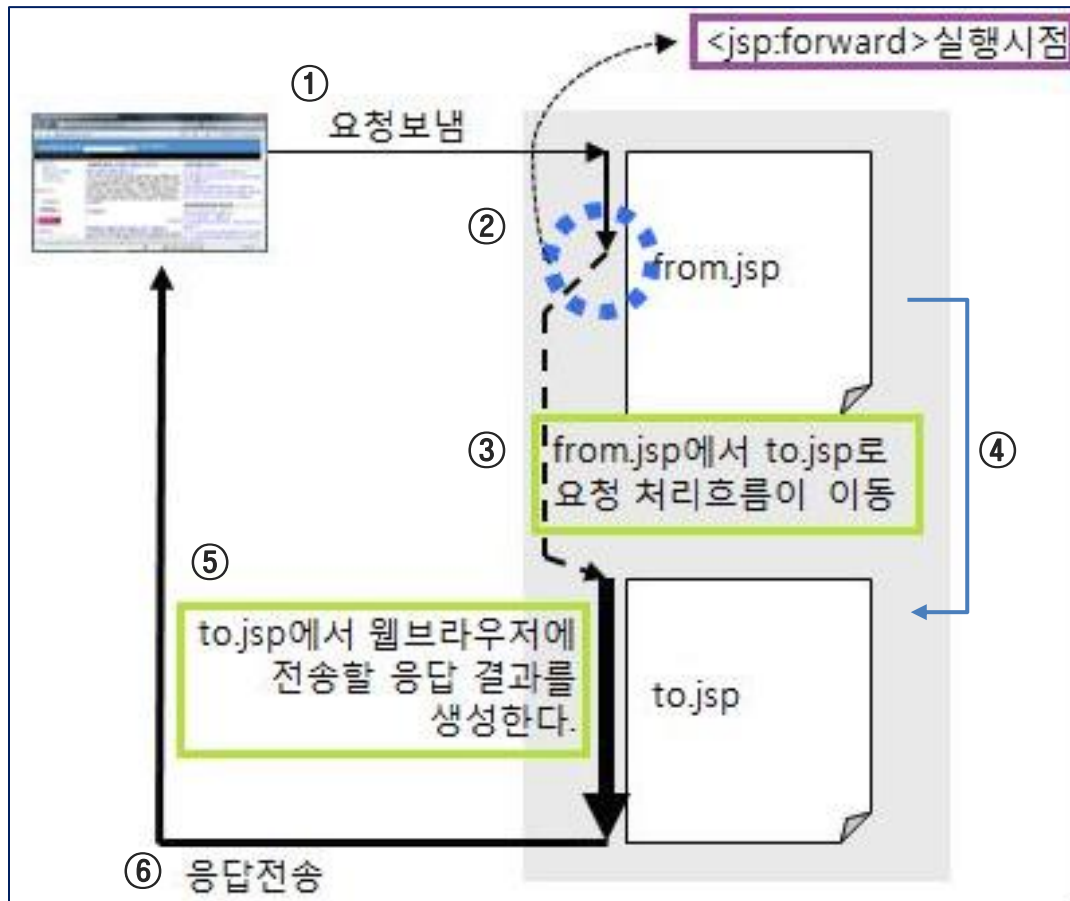 <jsp:forward>실행시점
①
요청보냄
②
from.jsp
③
from.jsp에서 to.jsp로
요청 처리흐름이 이동
④
⑤
to.jsp에서 웹브라우저에
전송할 응답 결과를
생성한다.
to.jsp
⑥ 응답전송